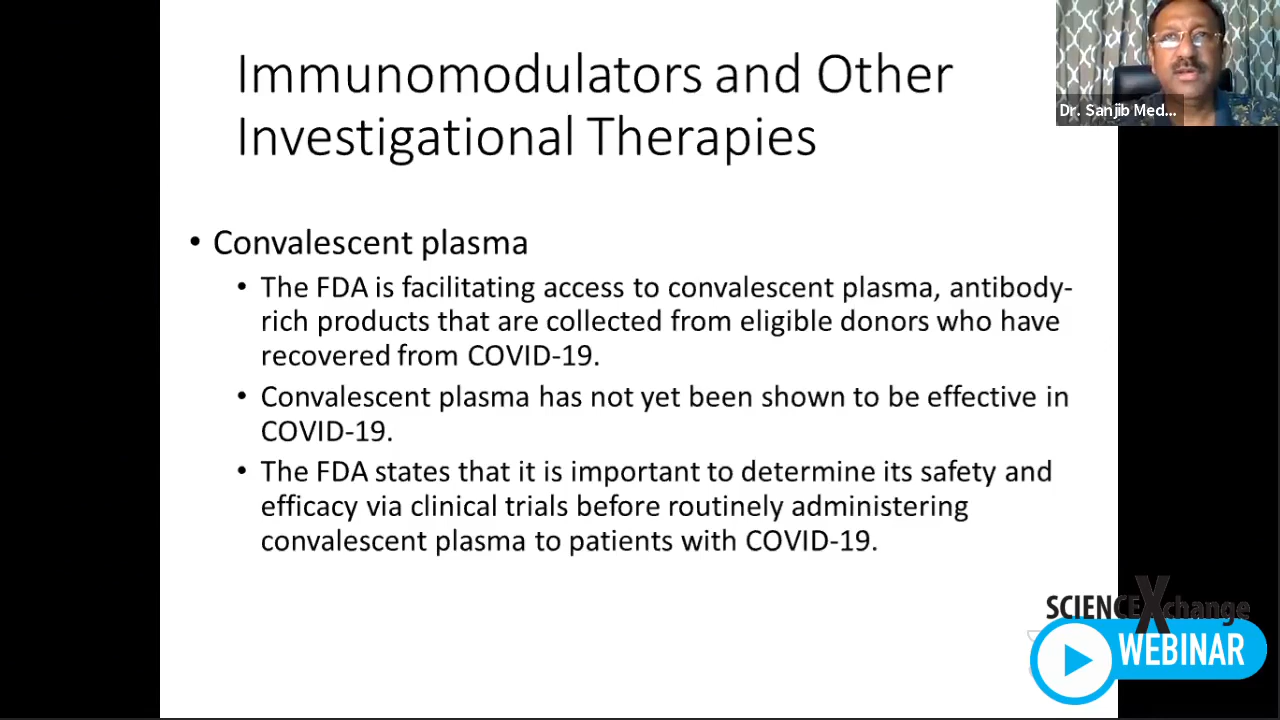 Immunomodulators and Other
Investigational Therapies
Dr. Sanjib Med...
• Convalescent plasma
• The FDA is facilitating access to convalescent plasma, antibody-
rich products that are collected from eligible donors who have
recovered from COVID-19.
• Convalescent plasma has not yet been shown to be effective in
COVID-19.
• The FDA states that it is important to determine its safety and
efficacy via clinical trials before routinely administering
convalescent plasma to patients with COVID-19.
SCIENCEXchange
WEBINAR